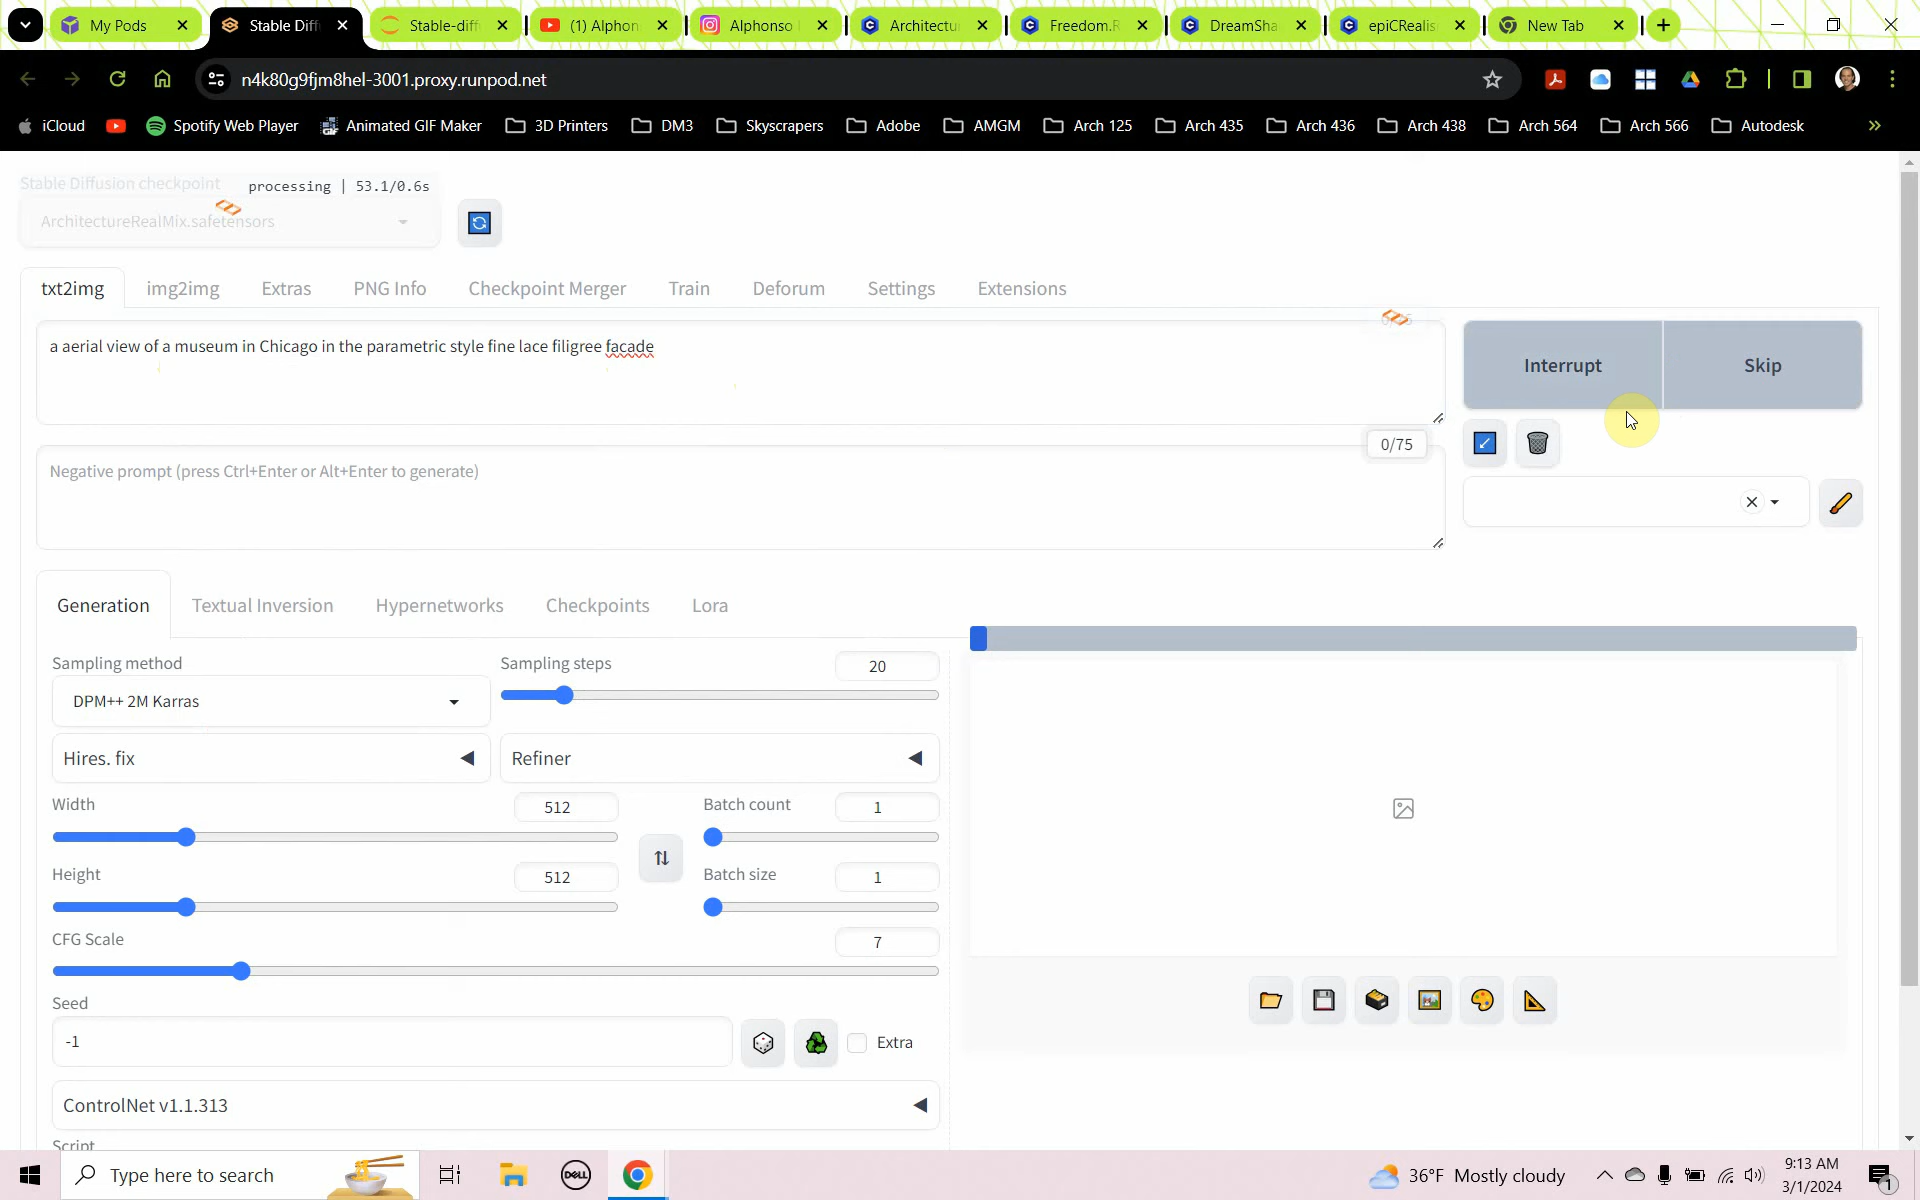 My Pods
Stable Diff
Stable-diff
(1) Alphon
Alphonso
Architectu
Freedom.R
DreamSha
epiCRealis
New Tab
n4k80g9fjm8hel-3001.proxy.runpod.net
iCloud
Spotify Web Player
Animated GIF Maker
3D Printers
DM3
Skyscrapers
Adobe
AMGM
Arch 125
Arch 435
Arch 436
Arch 438
Arch 564
Arch 566
Autodesk
Stable Diffusion checkpoint
processing | 53.1/0.6s
ArchitectureRealMix.safetensors
txt2img
img2img
Extras
PNG Info
Checkpoint Merger
Train
Deforum
Settings
Extensions
a aerial view of a museum in Chicago in the parametric style fine lace filigree facade
Interrupt
Skip
0/75
Negative prompt (press Ctrl+Enter or Alt+Enter to generate)
Generation
Textual Inversion
Hypernetworks
Checkpoints
Lora
Sampling method
DPM++ 2M Karras
Sampling steps
20
Hires. fix
Refiner
Width
512
Batch count
1
Height
512
Batch size
1
CFG Scale
7
Seed
-1
Extra
ControlNet v1.1.313
Script
Type here to search
DELL
36°F Mostly cloudy
9:13 AM
3/1/2024
1